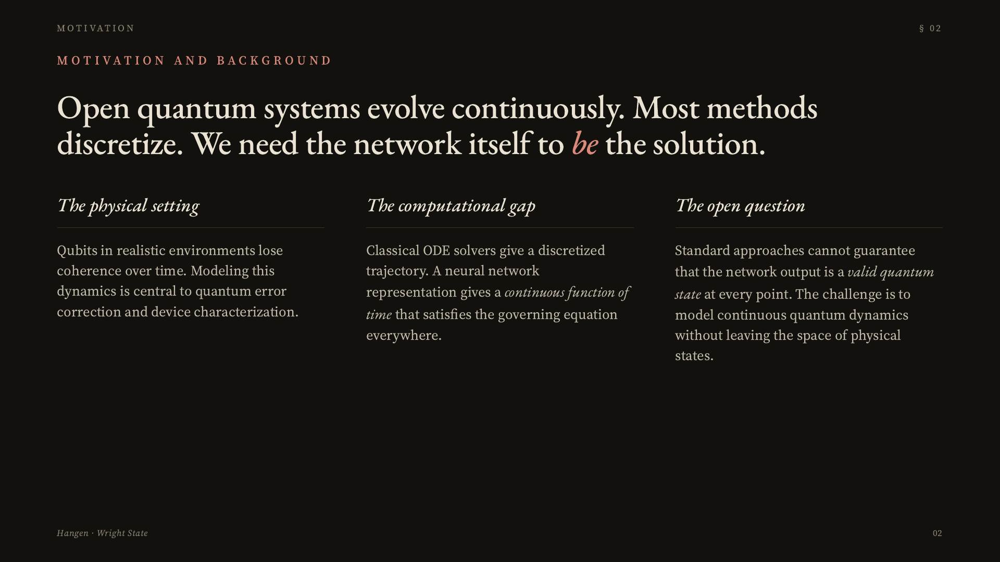 MOTIVATION
§ 02
MOTIVATION AND BACKGROUND
Open quantum systems evolve continuously. Most methods
discretize. We need the network itself to be the solution.
The physical setting
Qubits in realistic environments lose
coherence over time. Modeling this
dynamics is central to quantum error
correction and device characterization.
The computational gap
Classical ODE solvers give a discretized
trajectory. A neural network
representation gives a continuous function of
time that satisfies the governing equation
everywhere.
The open question
Standard approaches cannot guarantee
that the network output is a valid quantum
state at every point. The challenge is to
model continuous quantum dynamics
without leaving the space of physical
states.
Hangen · Wright State
02